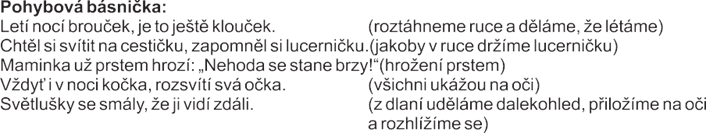 Pohybová básnička:
Letí nocí brouček, je to ještě klouček. (roztáhneme ruce a děláme, že létáme)
Chtěl si svítit na cestičku, zapomněl si lucerničku.(jakoby v ruce držíme lucerničku)
Maminka už prstem hrozí: „Nehoda se stane brzy!“(hrožení prstem)
Vždyť i v noci kočka, rozsvítí svá očka. (všichni ukážou na oči)
Světlušky se smály, že ji vidí zdáli. (z dlaní uděláme dalekohled, přiložíme na oči
a rozhlížíme se)